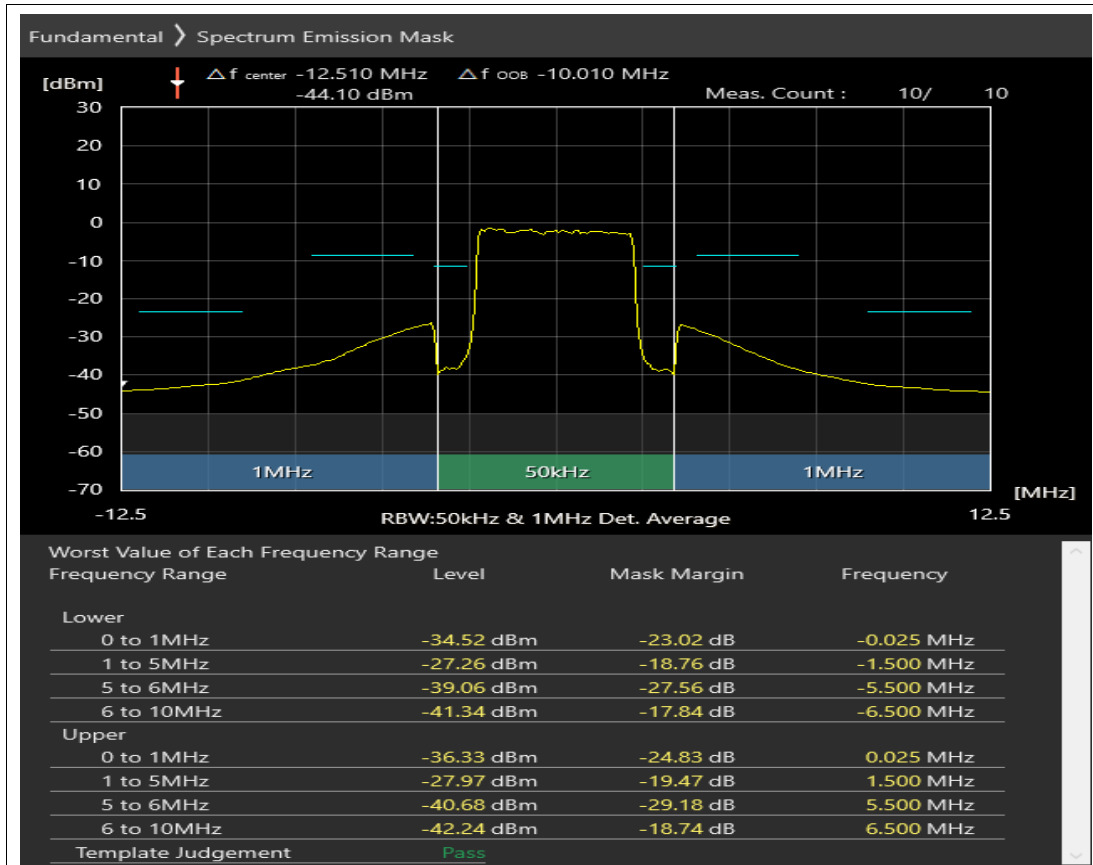 Fundamental ❯ Spectrum Emission Mask
[dBm] Δf center -12.510 MHz Δf OOB -10.010 MHz
-44.10 dBm Meas. Count : 10/ 10
30
20
10
0
-10
-20
-30
-40
-50
-60
1MHz 50kHz 1MHz
-70
[MHz]
-12.5 RBW:50kHz & 1MHz Det. Average 12.5
Worst Value of Each Frequency Range
Frequency Range Level Mask Margin Frequency
Lower
0 to 1MHz -34.52 dBm -23.02 dB -0.025 MHz
1 to 5MHz -27.26 dBm -18.76 dB -1.500 MHz
5 to 6MHz -39.06 dBm -27.56 dB -5.500 MHz
6 to 10MHz -41.34 dBm -17.84 dB -6.500 MHz
Upper
0 to 1MHz -36.33 dBm -24.83 dB 0.025 MHz
1 to 5MHz -27.97 dBm -19.47 dB 1.500 MHz
5 to 6MHz -40.68 dBm -29.18 dB 5.500 MHz
6 to 10MHz -42.24 dBm -18.74 dB 6.500 MHz
Template Judgement Pass